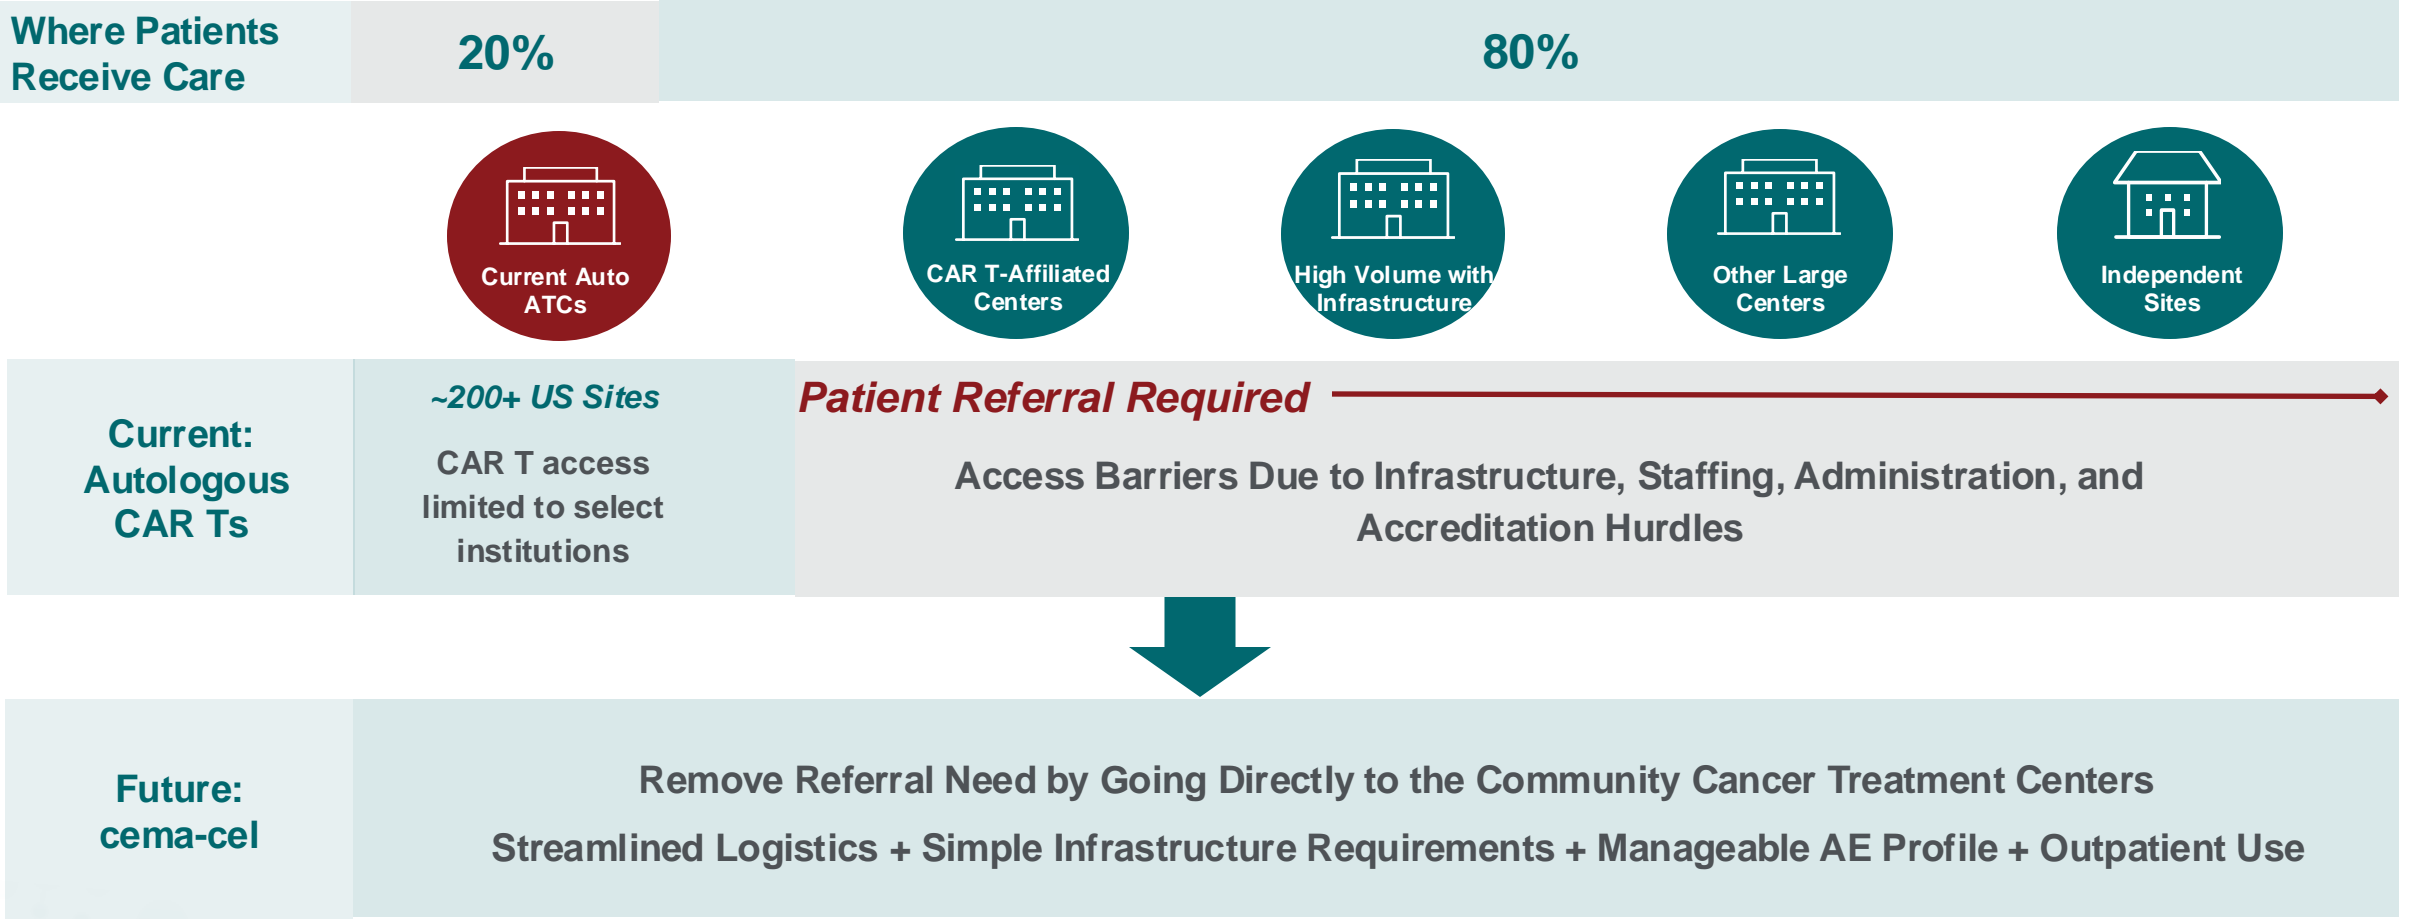 Where Patients
Receive Care
20%
80%
Current Auto
ATCs
CAR T-Affiliated
Centers
High Volume with
Infrastructure
Other Large
Centers
Independent
Sites
Current:
Autologous
CAR Ts
~200+ US Sites
CAR T access
limited to select
institutions
Patient Referral Required
Access Barriers Due to Infrastructure, Staffing, Administration, and
Accreditation Hurdles
Future:
cema-cel
Remove Referral Need by Going Directly to the Community Cancer Treatment Centers
Streamlined Logistics + Simple Infrastructure Requirements + Manageable AE Profile + Outpatient Use